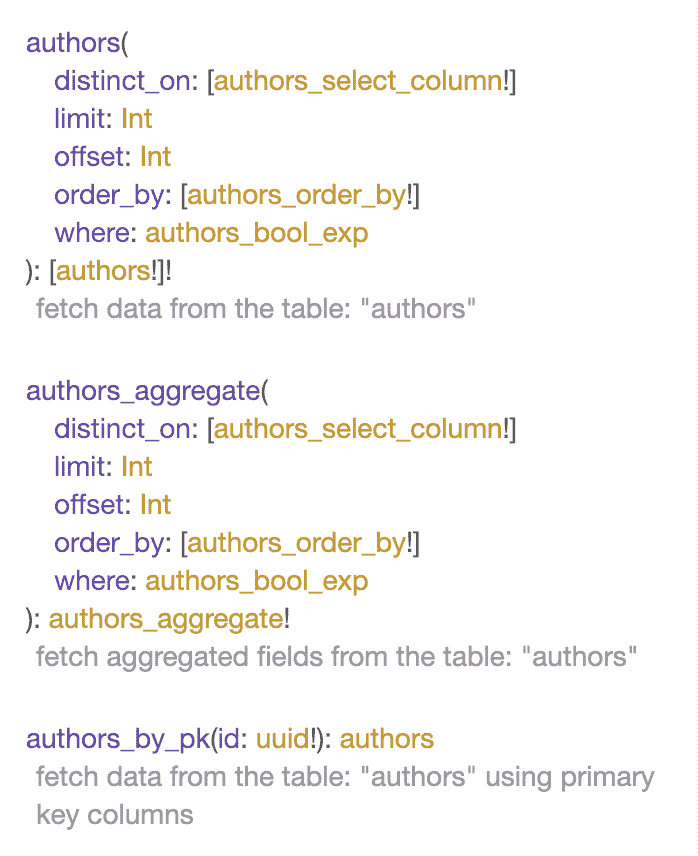 authors(
distinct_on: [authors_select_column!]
limit: Int
offset: Int
order_by: [authors_order_by!]
where: authors_bool_exp
): [authors!]!
fetch data from the table: "authors"
authors_aggregate(
distinct_on: [authors_select_column!]
limit: Int
offset: Int
order_by: [authors_order_by!]
where: authors_bool_exp
): authors_aggregate!
fetch aggregated fields from the table: "authors"
authors_by_pk(id: uuid!): authors
fetch data from the table: "authors" using primary
key columns